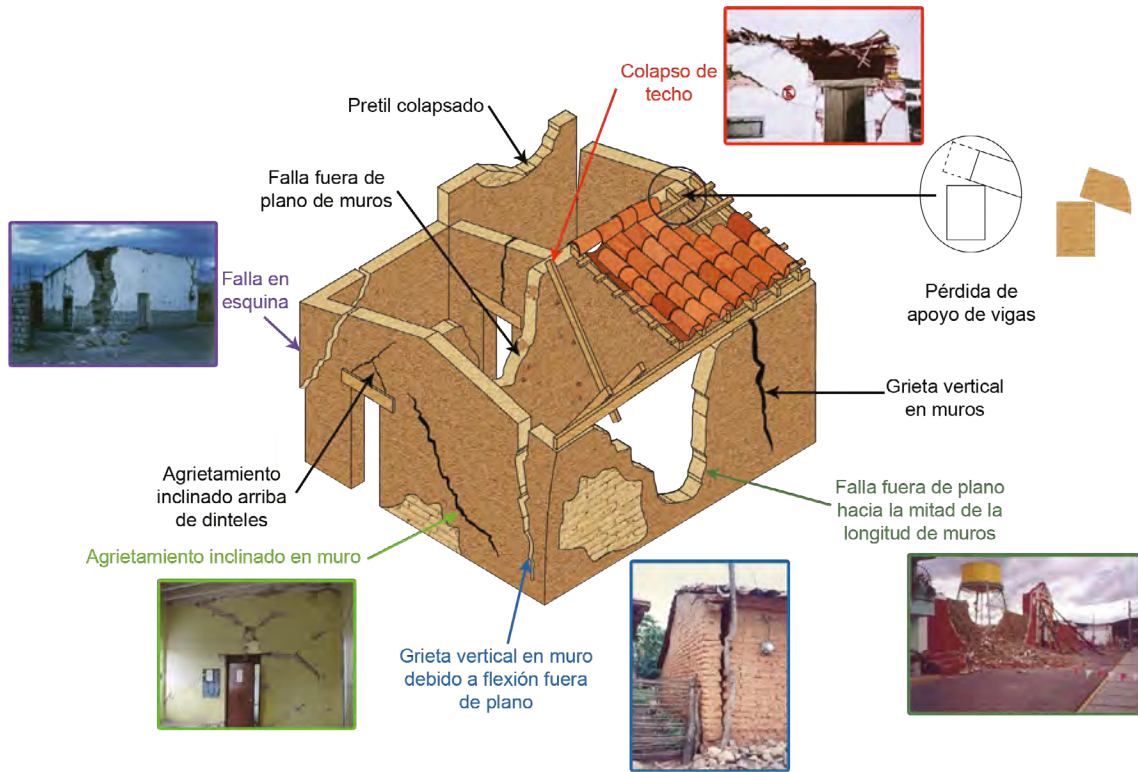 Colapso de
techo
Pretil colapsado
Falla fuera de
plano de muros
Falla en
esquina
Pérdida de
apoyo de vigas
Grieta vertical
en muros
Agrietamiento
inclinado arriba
de dinteles
Falla fuera de plano
hacia la mitad de la
longitud de muros
Agrietamiento inclinado en muro
Grieta vertical en muro
debido a flexión fuera
de plano